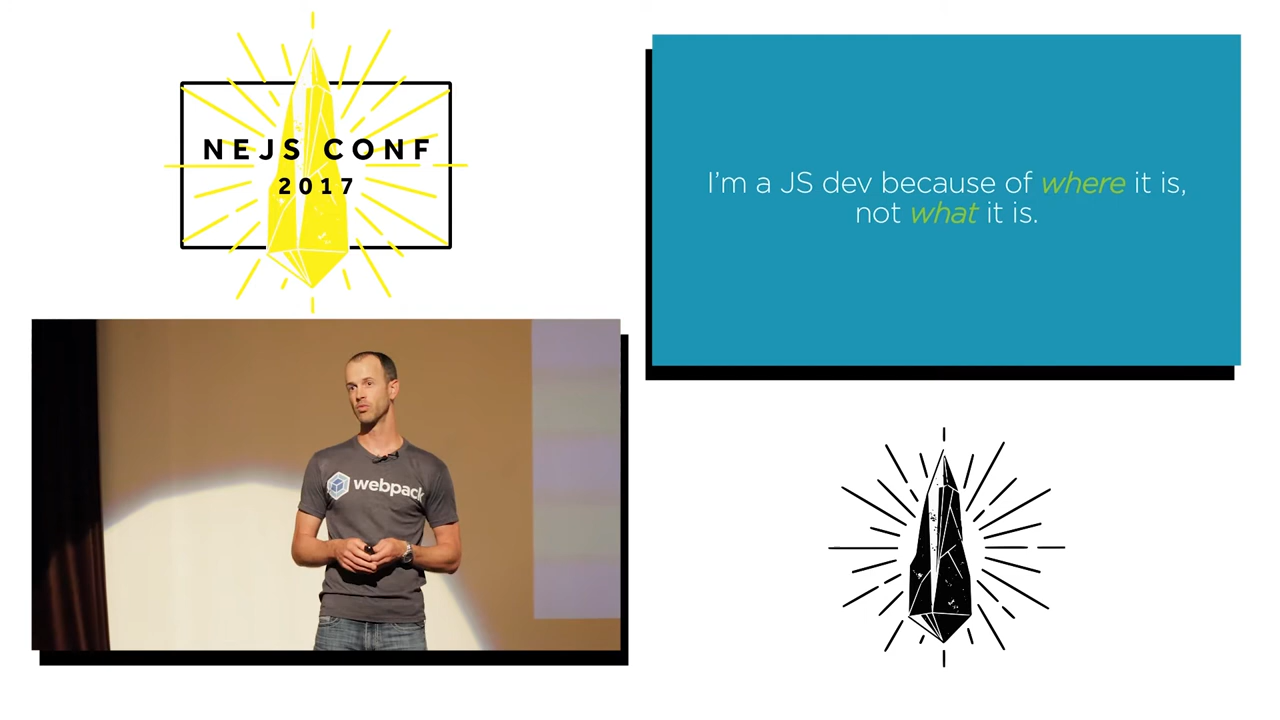 NEJS CONF
2017
I'm a JS dev because of where it is,
not what it is.
webpack